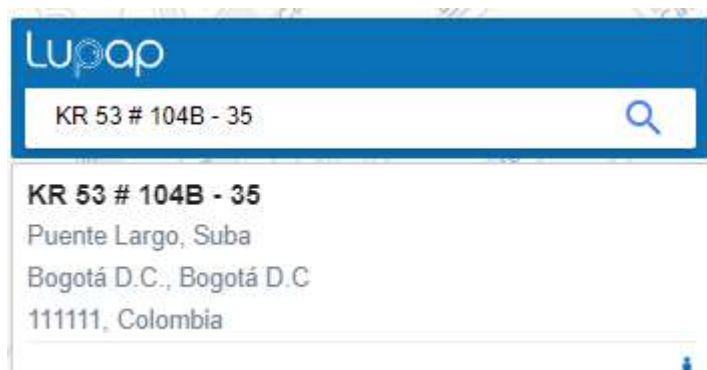 Lupap
KR 53 # 104B - 35
KR 53 # 104B - 35
Puente Largo, Suba
Bogotá D.C., Bogotá D.C
111111, Colombia